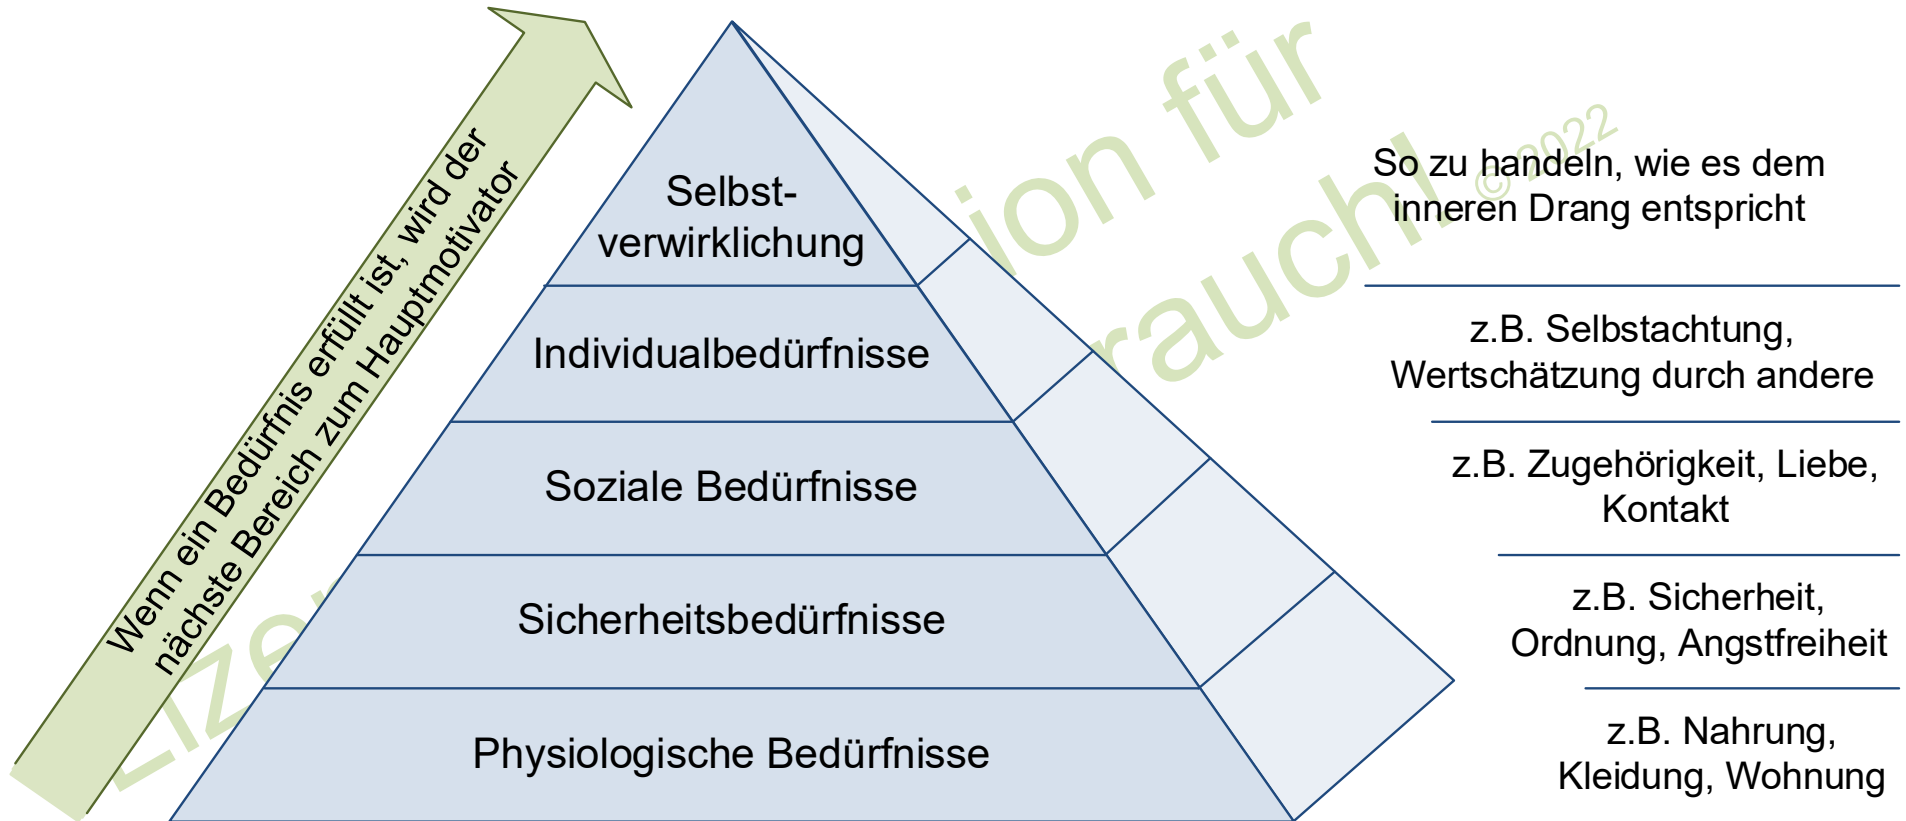 Wenn ein Bedürfnis erfüllt ist, wird der
nächste Bereich zum Hauptmotivator
Selbst-
verwirklichung
So zu handeln, wie es dem
inneren Drang entspricht
Individualbedürfnisse
z.B. Selbstachtung,
Wertschätzung durch andere
Soziale Bedürfnisse
z.B. Zugehörigkeit, Liebe,
Kontakt
Sicherheitsbedürfnisse
z.B. Sicherheit,
Ordnung, Angstfreiheit
Physiologische Bedürfnisse
z.B. Nahrung,
Kleidung, Wohnung
für
© 2022